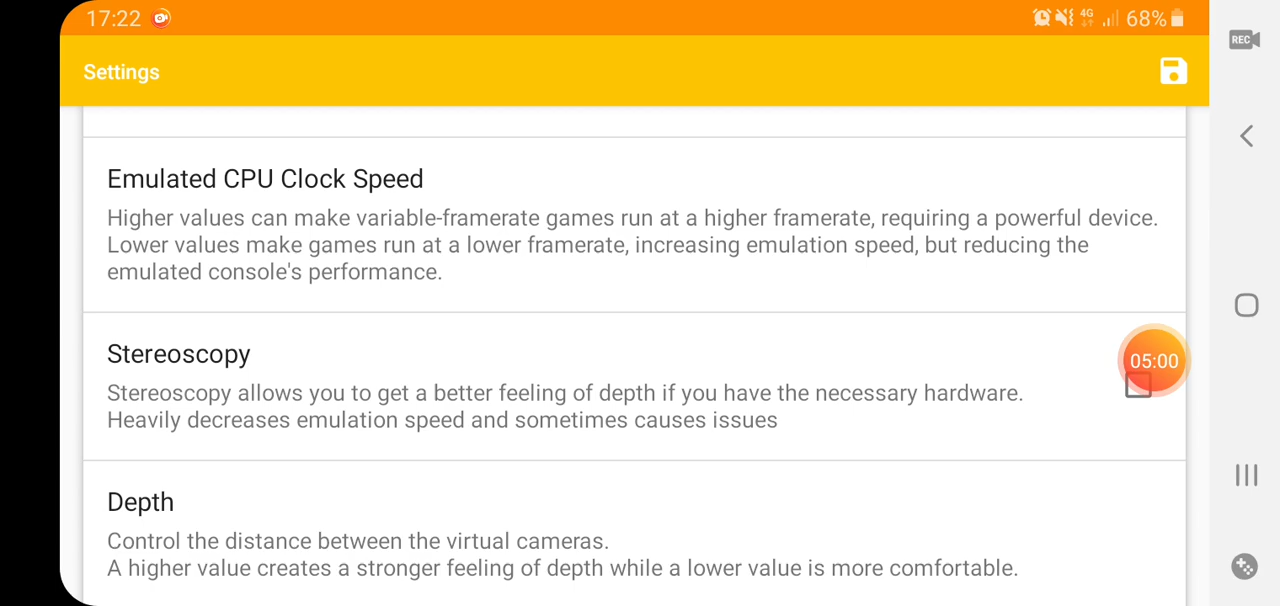 17:22
4G
68%
REC
Settings
Emulated CPU Clock Speed
Higher values can make variable-framerate games run at a higher framerate, requiring a powerful device.
Lower values make games run at a lower framerate, increasing emulation speed, but reducing the
emulated console's performance.
Stereoscopy
05:00
Stereoscopy allows you to get a better feeling of depth if you have the necessary hardware.
Heavily decreases emulation speed and sometimes causes issues
Depth
Control the distance between the virtual cameras.
A higher value creates a stronger feeling of depth while a lower value is more comfortable.